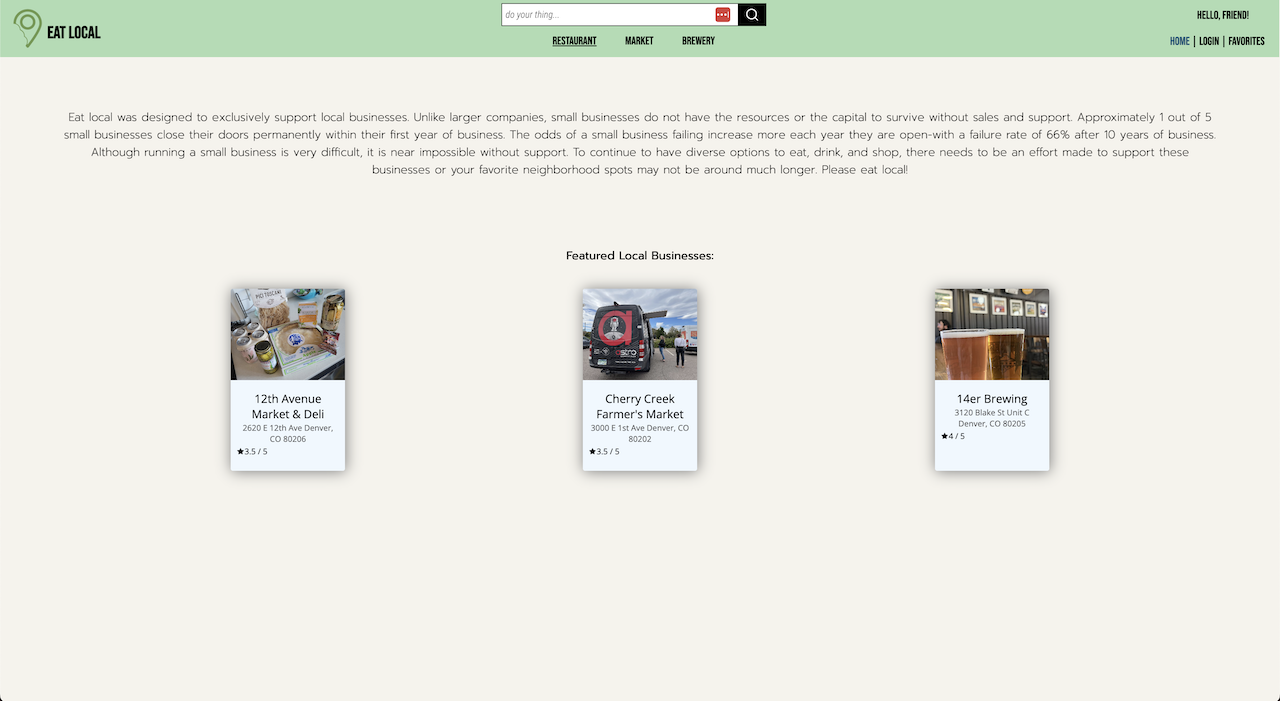 EAT LOCAL
do your thing...
RESTAURANT MARKET BREWERY
HELLO, FRIEND!
HOME | LOGIN | FAVORITES
Eat local was designed to exclusively support local businesses. Unlike larger companies, small businesses do not have the resources or the capital to survive without sales and support. Approximately 1 out of 5
small businesses close their doors permanently within their first year of business. The odds of a small business failing increase more each year they are open-with a failure rate of 66% after 10 years of business.
Although running a small business is very difficult, it is near impossible without support. To continue to have diverse options to eat, drink, and shop, there needs to be an effort made to support these
businesses or your favorite neighborhood spots may not be around much longer. Please eat local!
Featured Local Businesses:
12th Avenue
Market & Deli
2620 E 12th Ave Denver,
CO 80206
★3.5 / 5
Cherry Creek
Farmer's Market
3000 E 1st Ave Denver, CO
80202
★3.5 / 5
14er Brewing
3120 Blake St Unit C
Denver, CO 80205
★4 / 5